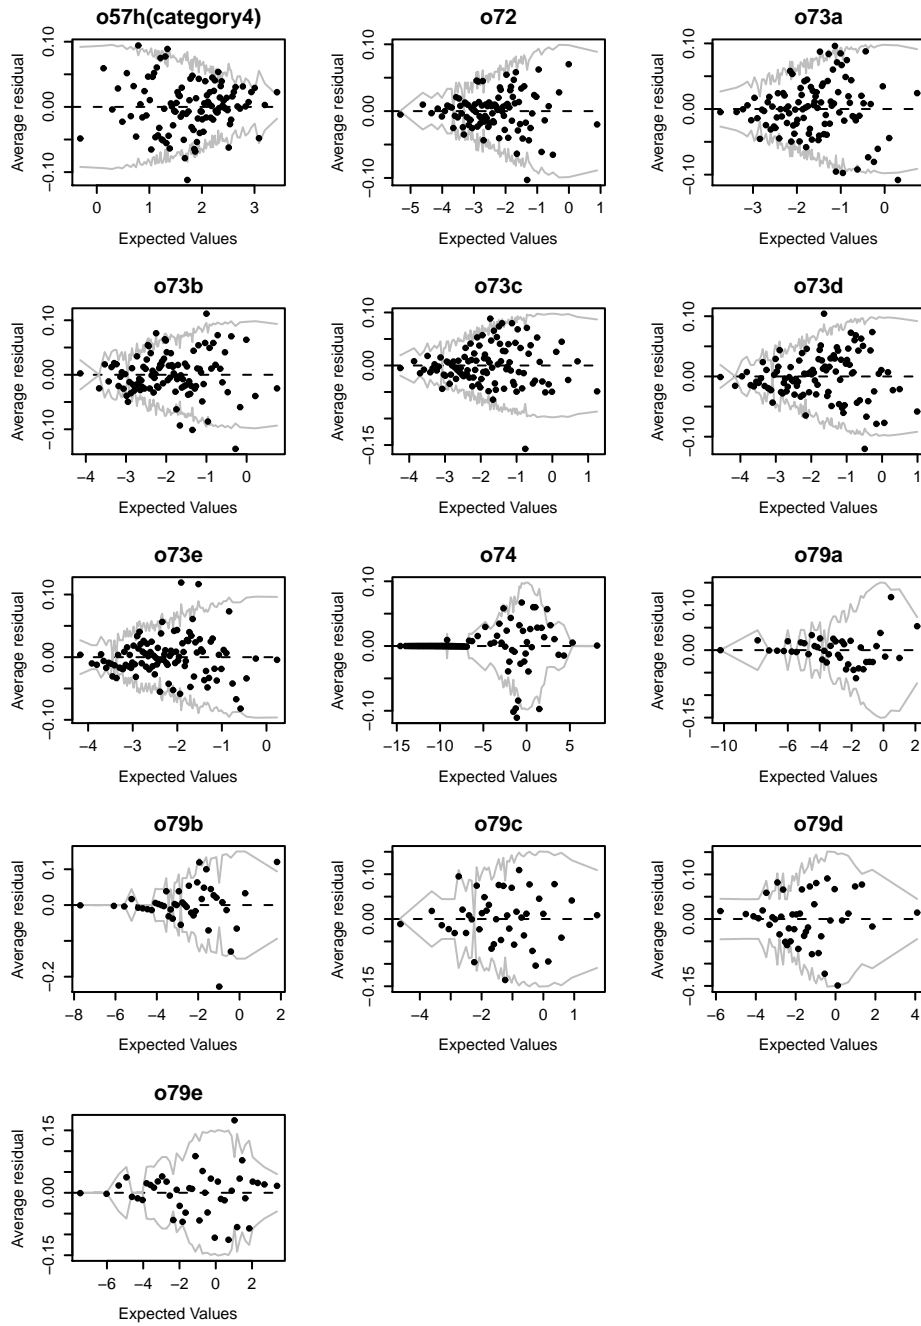 o57h(category4)
Average residual
−0.10 0.00 0.10
0 1 2 3
Expected Values
o72
Average residual
−0.10 0.00 0.10
−5 −4 −3 −2 −1 0 1
Expected Values
o73a
Average residual
−0.10 0.00 0.10
−3 −2 −1 0
Expected Values
o73b
Average residual
−0.10 0.00 0.10
−4 −3 −2 −1 0
Expected Values
o73c
Average residual
−0.15 0.00 0.10
−4 −3 −2 −1 0 1
Expected Values
o73d
Average residual
−0.10 0.00 0.10
−4 −3 −2 −1 0 1
Expected Values
o73e
Average residual
−0.10 0.00 0.10
−4 −3 −2 −1 0
Expected Values
o74
Average residual
−0.10 0.00 0.10
−15 −10 −5 0 5
Expected Values
o79a
Average residual
−0.15 0.00 0.10
−10 −8 −6 −4 −2 0 2
Expected Values
o79b
Average residual
−0.2 0.0 0.1
−8 −6 −4 −2 0 2
Expected Values
o79c
Average residual
−0.15 0.00 0.10
−4 −3 −2 −1 0 1
Expected Values
o79d
Average residual
−0.15 0.00 0.10
−6 −4 −2 0 2 4
Expected Values
o79e
Average residual
−0.15 0.00 0.15
−6 −4 −2 0 2
Expected Values